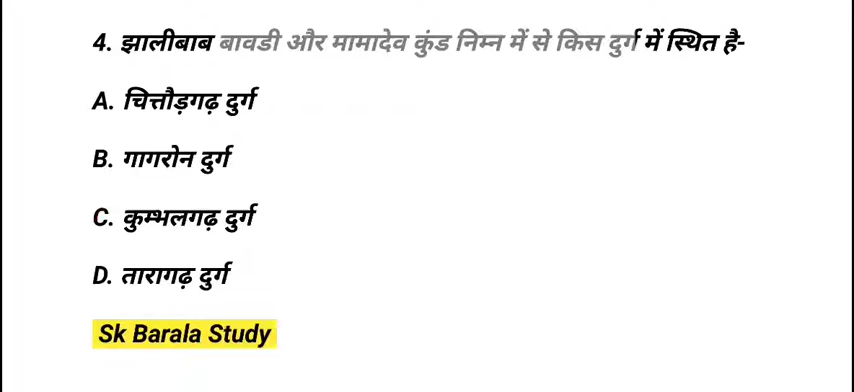 4. झालीबाब बावडी और मामादेव कुंड निम्न में से किस दुर्ग में स्थित है-
A. चित्तौड़गढ़ दुर्ग
B. गागरोन दुर्ग
C. कुम्भलगढ़ दुर्ग
D. तारागढ़ दुर्ग
Sk Barala Study